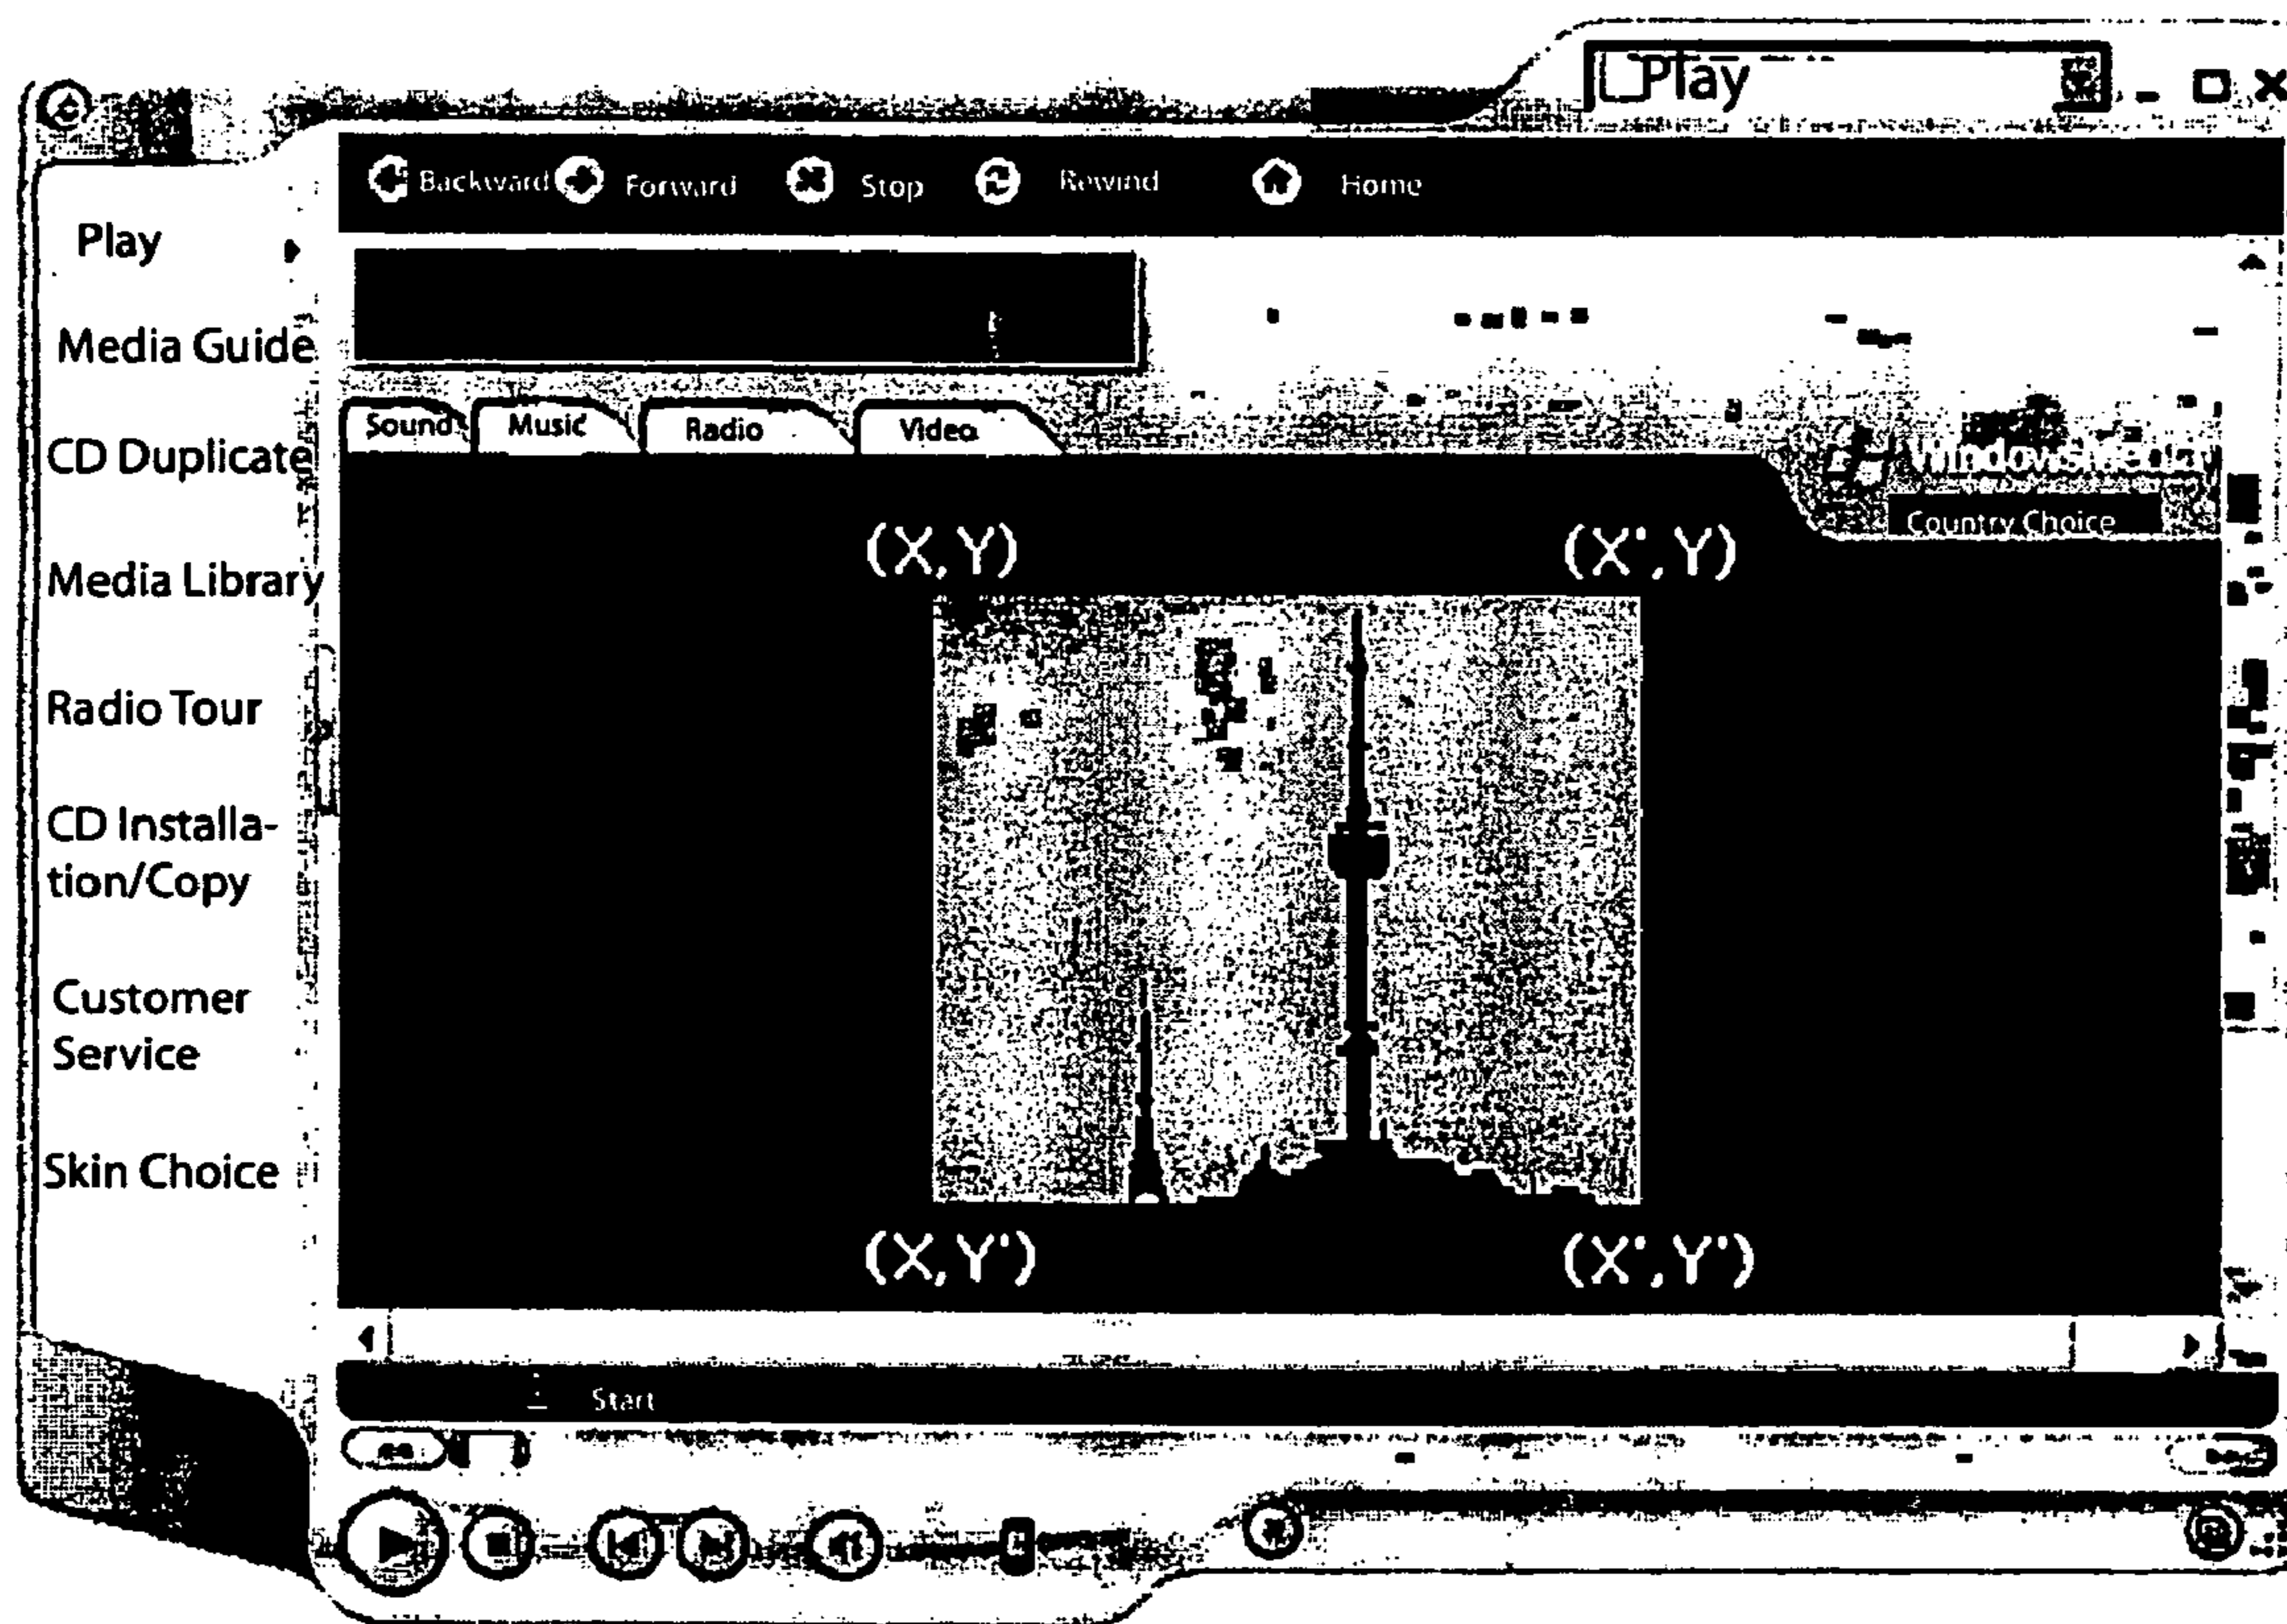 Play
Backward Forward Stop Rewind Home
Play
Media Guide
CD Duplicate
Media Library
Radio Tour
CD Installa-
tion/Copy
Customer
Service
Skin Choice
Sound Music Radio Video
WindowsMedia
Country Choice
(X,Y) (X',Y)
(X,Y') (X',Y')
Start